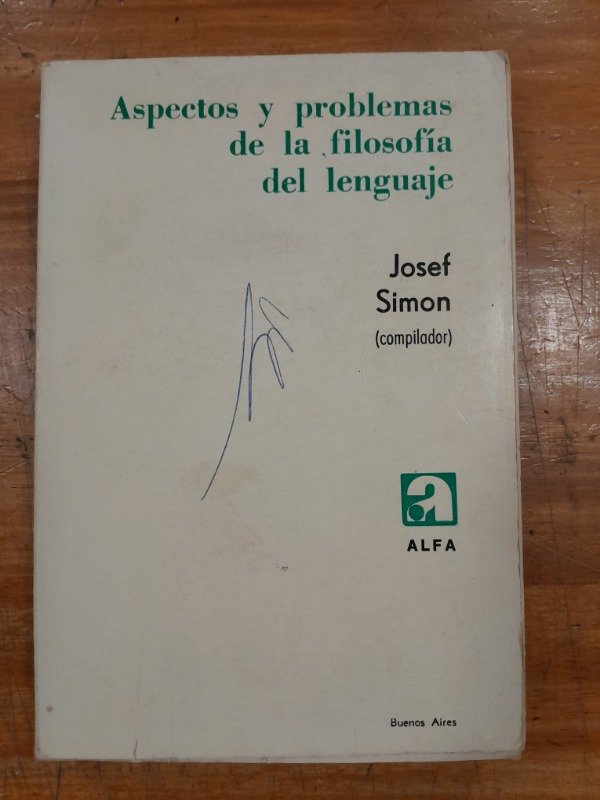 Aspectos y problemas
de la filosofía
del lenguaje
Josef
Simon
(compilador)
a
ALFA
Buenos Aires